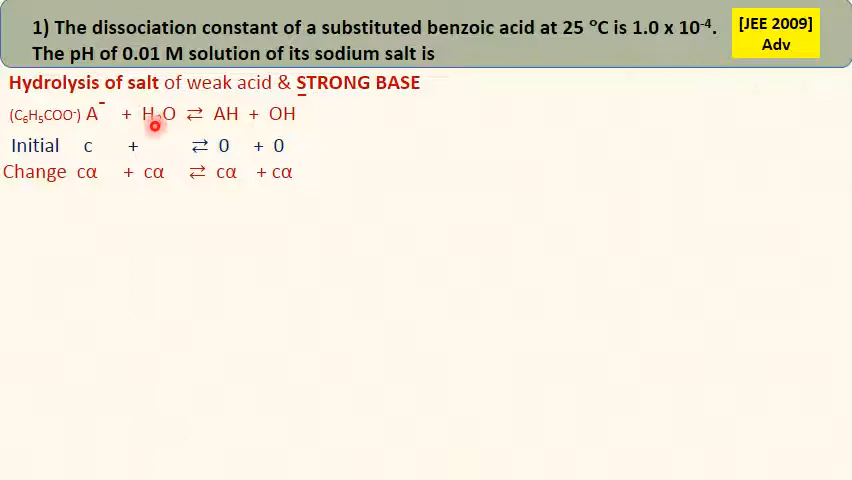 1) The dissociation constant of a substituted benzoic acid at 25 °C is 1.0 x 10⁻⁴.
The pH of 0.01 M solution of its sodium salt is
[JEE 2009]
Adv
Hydrolysis of salt of weak acid & STRONG BASE
(C₆H₅COO⁻) A⁻ + H₂O ⇄ AH + OH⁻
Initial c + ⇄ 0 + 0
Change cα + cα ⇄ cα + cα